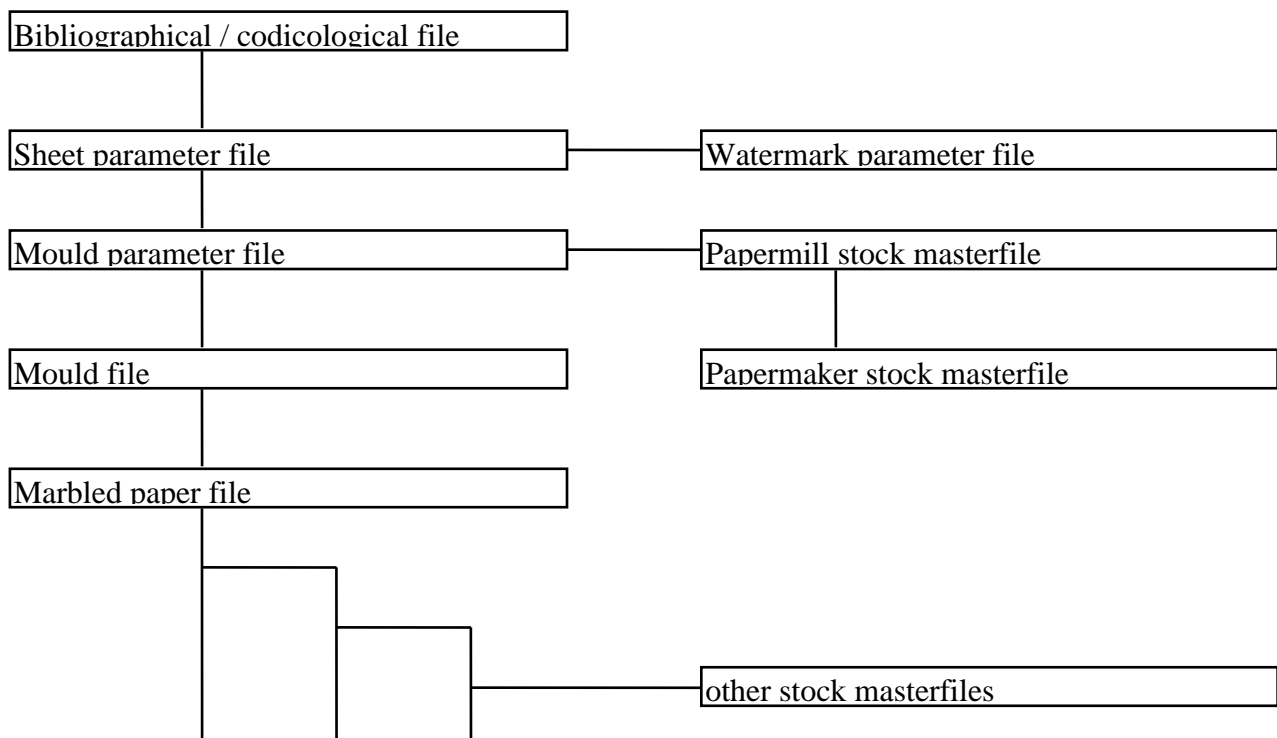 Bibliographical / codicological file
Sheet parameter file
Watermark parameter file
Mould parameter file
Papermill stock masterfile
Mould file
Papermaker stock masterfile
Marbled paper file
other stock masterfiles